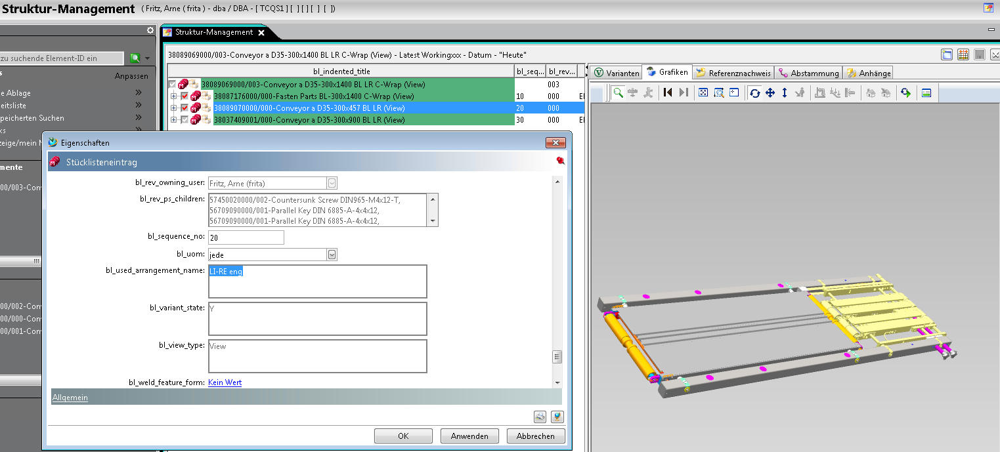 Struktur-Management ( Fritz, Arne ( frita ) - dba / DBA - [ TCQS1 ] [ ] [ ] [ ] [ ])
Struktur-Management
zu suchende Element-ID ein
38089069000/003-Conveyor a D35-300x1400 BL LR C-Wrap (View) - Latest Workingxxx - Datum - "Heute"
s
Anpassen
bl_indented_title bl_seq... bl_rev...
Varianten Grafiken Referenznachweis Abstammung Anhänge
38089069000/003-Conveyor a D35-300x1400 BL LR C-Wrap (View) 003
e Ablage
38087176000/000-Fasten Parts BL-300x1400 C-Wrap (View) 10 000 El
eitsliste
38089070000/000-Conveyor a D35-300x457 BL LR (View) 20 000
peicherten Suchen
38037409001/000-Conveyor a D35-300x900 BL LR (View) 30 000 El
ks
zeige/mein N
mente
00/003-Con
00/002-Con
00/000-Con
00/001-Con
Eigenschaften
Stücklisteneintrag
bl_rev_owning_user: Fritz, Arne (frita)
bl_rev_ps_children: 57450020000/002-Countersunk Screw DIN965-M4x12-T,
56709090000/001-Parallel Key DIN 6885-A-4x4x12,
56709090000/001-Parallel Key DIN 6885-A-4x4x12,
bl_sequence_no: 20
bl_uom: jede
bl_used_arrangement_name: LI-RE eng
bl_variant_state: Y
bl_view_type: View
bl_weld_feature_form: Kein Wert
Allgemein
OK Anwenden Abbrechen